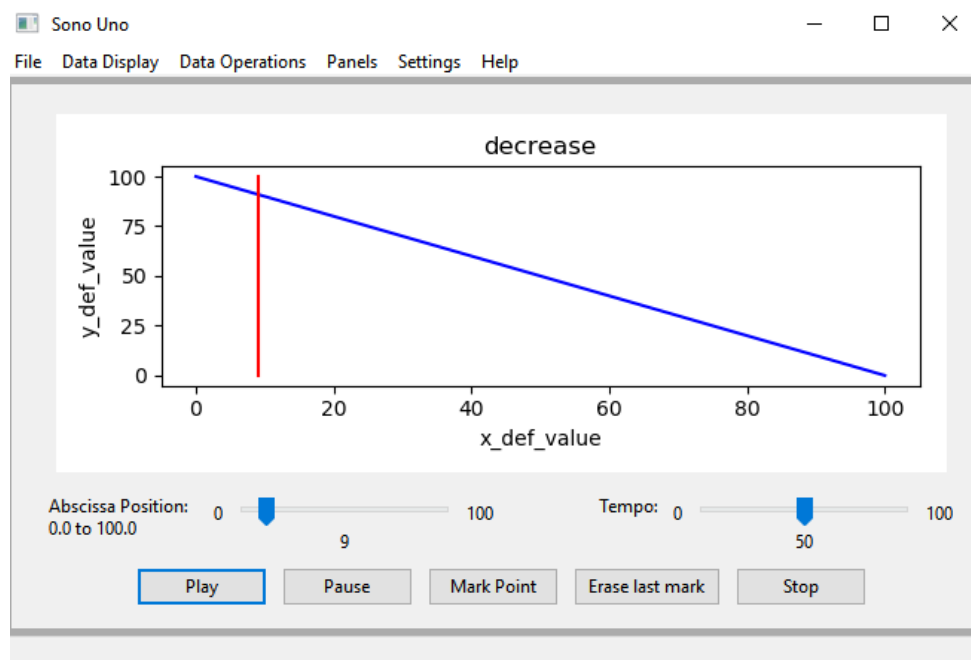 Sono Uno
File Data Display Data Operations Panels Settings Help
decrease
100
75
50
25
0
y_def_value
0 20 40 60 80 100
x_def_value
Abscissa Position: 0 100 Tempo: 0 100
0.0 to 100.0
9 50
Play Pause Mark Point Erase last mark Stop